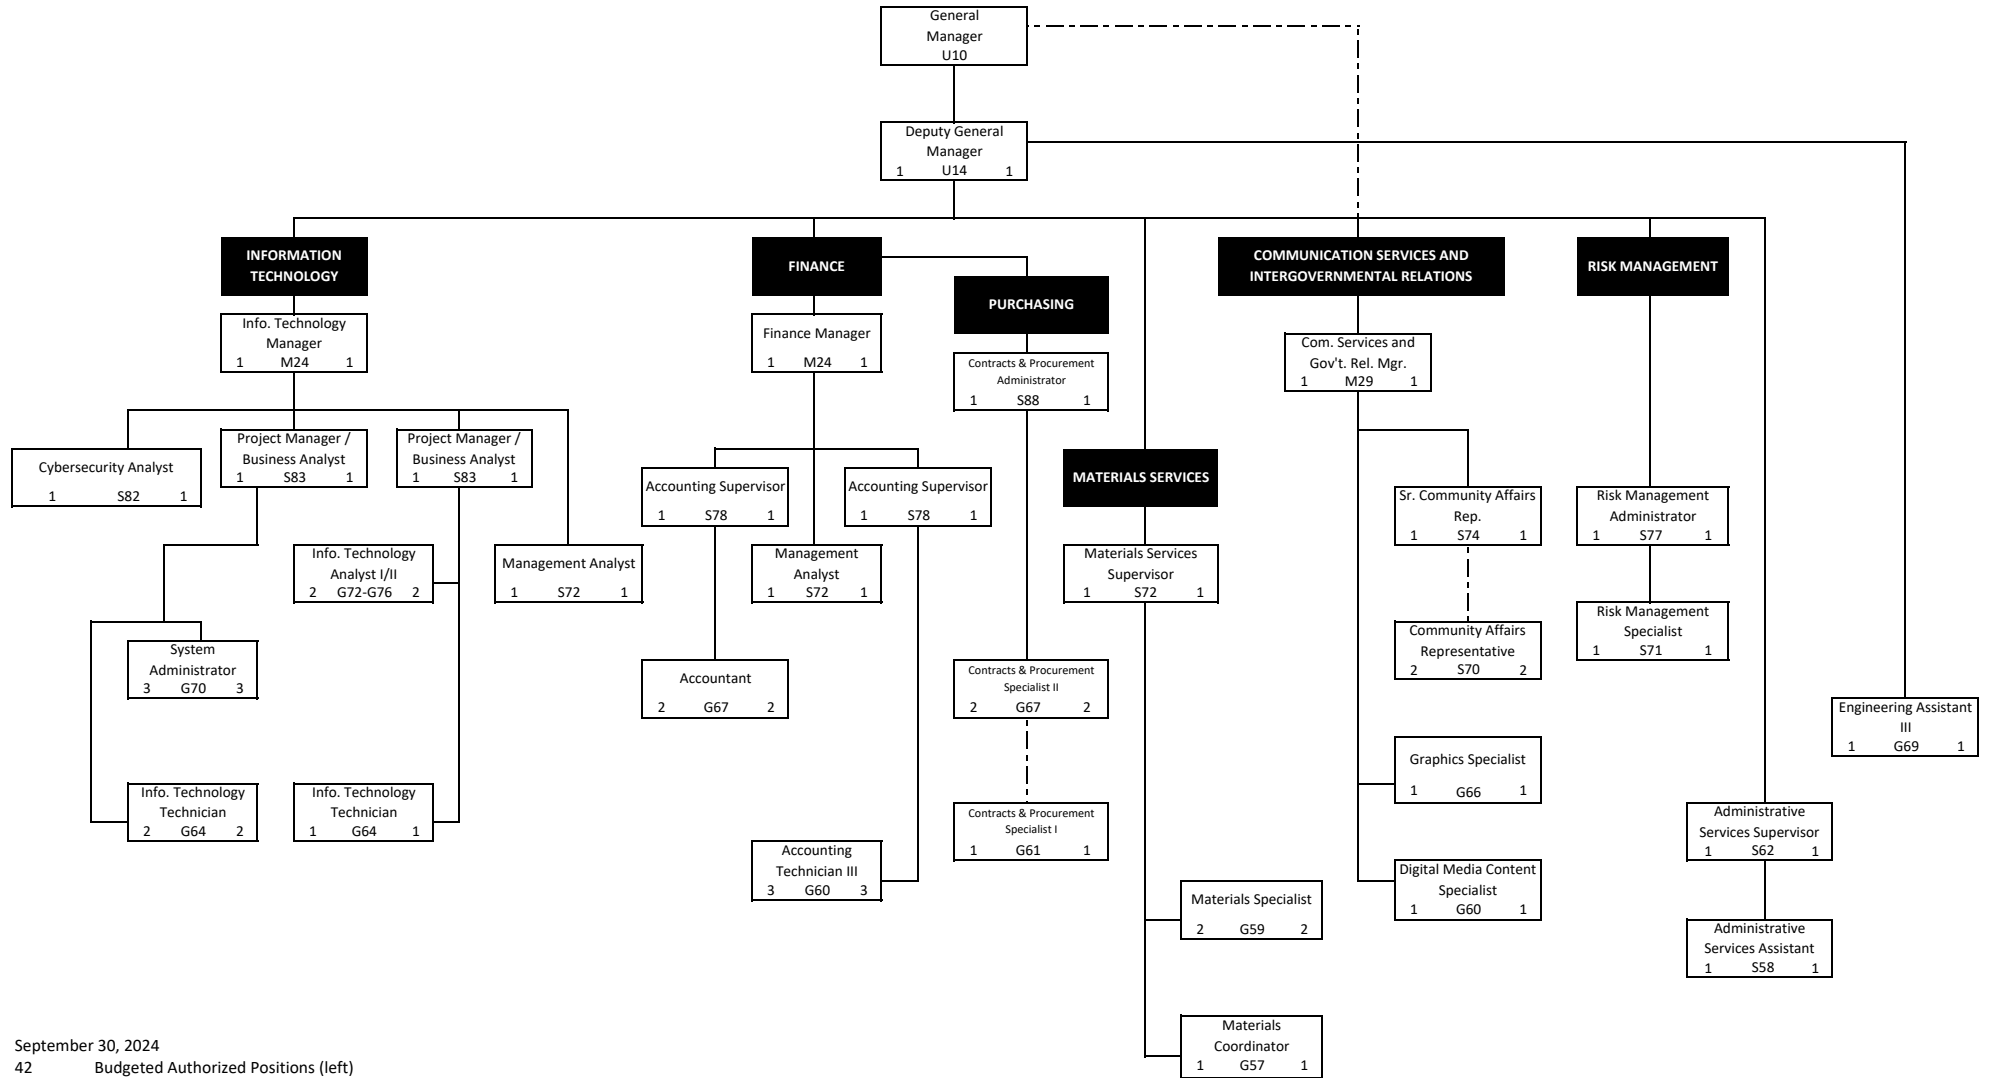 General
Manager
U10
Deputy General
Manager
1 U14 1
INFORMATION
TECHNOLOGY
Info. Technology
Manager
1 M24 1
Cybersecurity Analyst
1 S82 1
Project Manager /
Business Analyst
1 S83 1
Project Manager /
Business Analyst
1 S83 1
Info. Technology
Analyst I/II
2 G72-G76 2
Management Analyst
1 S72 1
System
Administrator
3 G70 3
Info. Technology
Technician
2 G64 2
Info. Technology
Technician
1 G64 1
FINANCE
Finance Manager
1 M24 1
Accounting Supervisor
1 S78 1
Accounting Supervisor
1 S78 1
Management
Analyst
1 S72 1
Accountant
2 G67 2
Accounting
Technician III
3 G60 3
PURCHASING
Contracts & Procurement
Administrator
1 S88 1
Contracts & Procurement
Specialist II
2 G67 2
Contracts & Procurement
Specialist I
1 G61 1
MATERIALS SERVICES
Materials Services
Supervisor
1 S72 1
Materials Specialist
2 G59 2
Materials
Coordinator
1 G57 1
COMMUNICATION SERVICES AND
INTERGOVERNMENTAL RELATIONS
Com. Services and
Gov't. Rel. Mgr.
1 M29 1
Sr. Community Affairs
Rep.
1 S74 1
Community Affairs
Representative
2 S70 2
Graphics Specialist
1 G66 1
Digital Media Content
Specialist
1 G60 1
RISK MANAGEMENT
Risk Management
Administrator
1 S77 1
Risk Management
Specialist
1 S71 1
Administrative
Services Supervisor
1 S62 1
Administrative
Services Assistant
1 S58 1
Engineering Assistant
III
1 G69 1
September 30, 2024
42 Budgeted Authorized Positions (left)